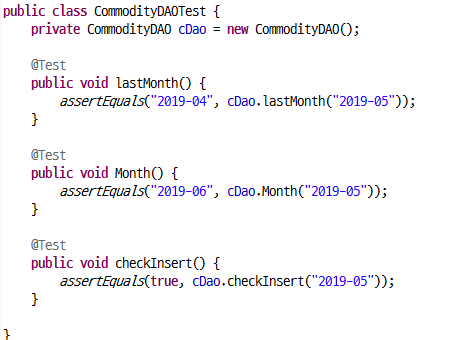 public class CommodityDAOTest {
    private CommodityDAO cDao = new CommodityDAO();
    @Test
    public void lastMonth() {
        assertEquals("2019-04", cDao.lastMonth("2019-05"));
    }
    @Test
    public void Month() {
        assertEquals("2019-06", cDao.Month("2019-05"));
    }
    @Test
    public void checkInsert() {
        assertEquals(true, cDao.checkInsert("2019-05"));
    }
}